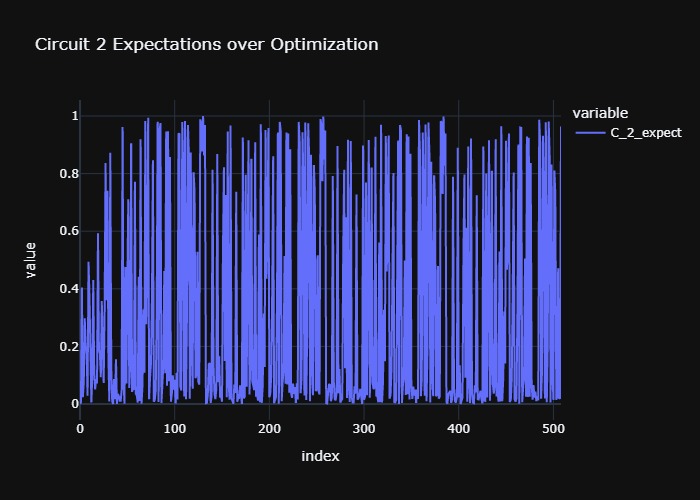 Circuit 2 Expectations over Optimization
variable
C_2_expect
value
1
0.8
0.6
0.4
0.2
0
0 100 200 300 400 500
index